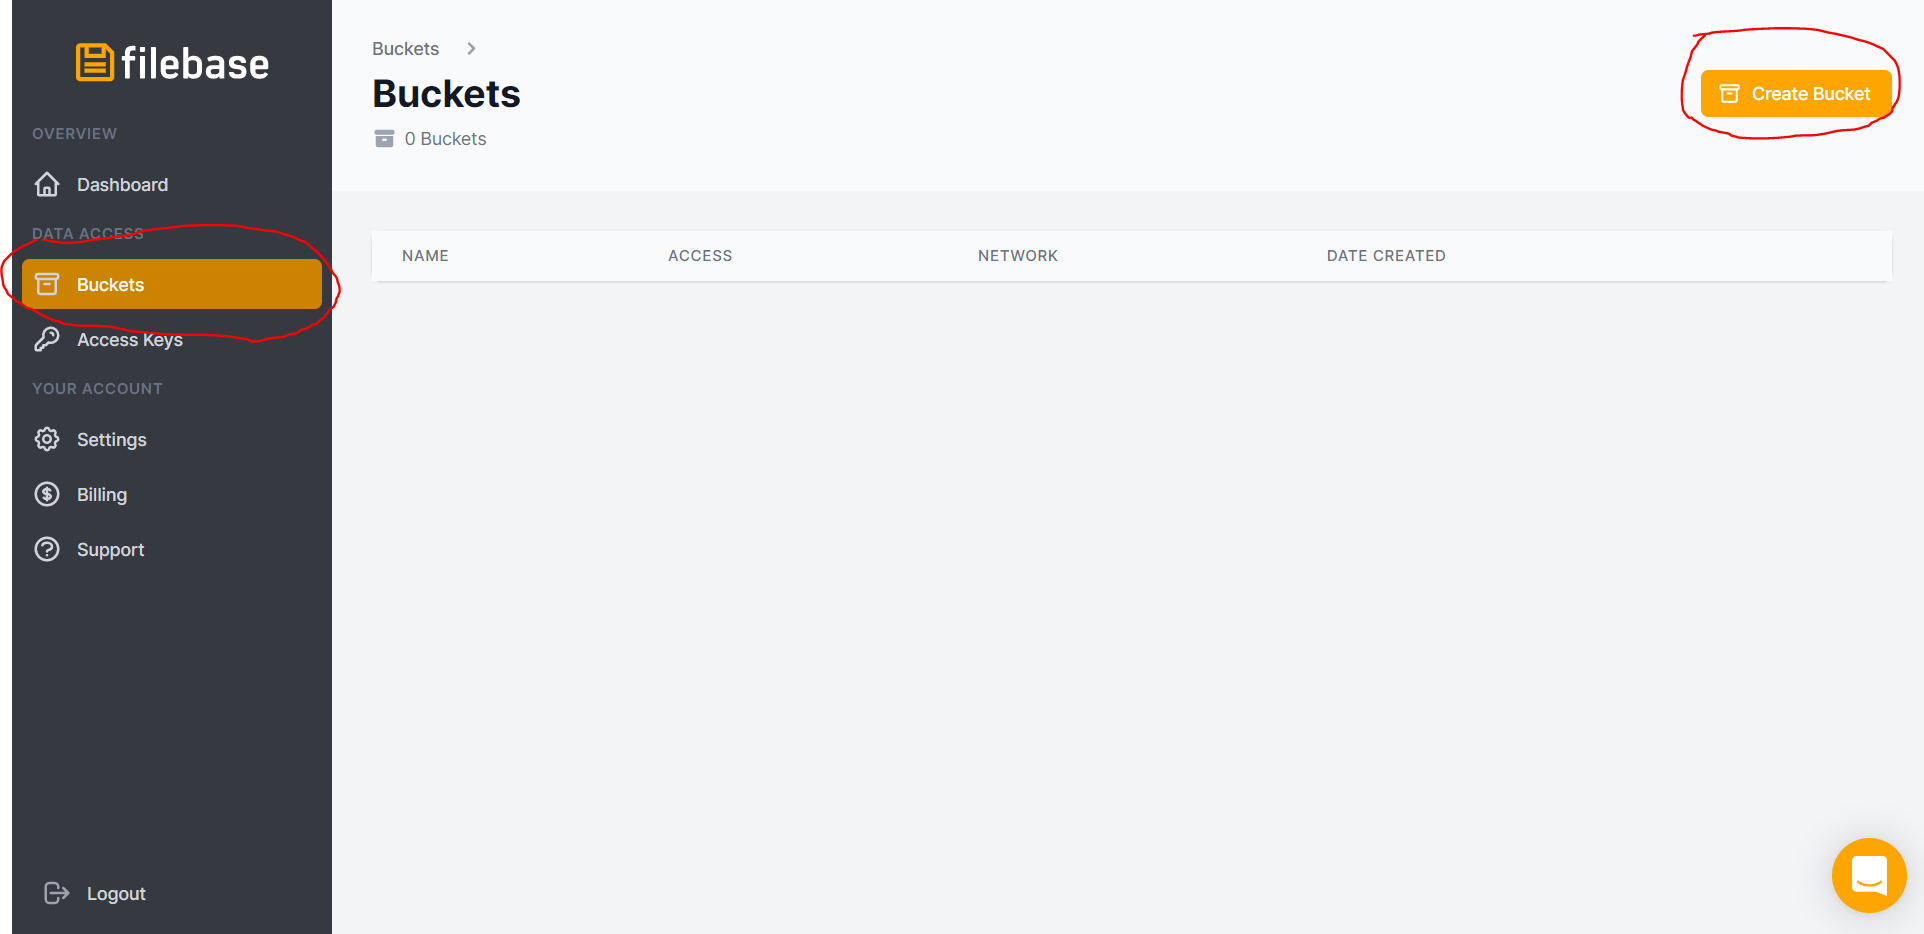 filebase
OVERVIEW
Dashboard
DATA ACCESS
Buckets
Access Keys
YOUR ACCOUNT
Settings
Billing
Support
Logout
Buckets
Buckets
0 Buckets
Create Bucket
NAME ACCESS NETWORK DATE CREATED